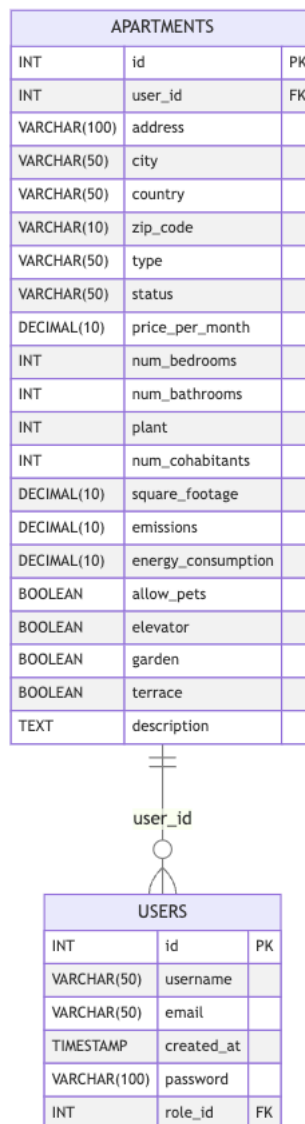 APARTMENTS
INT id PK
INT user_id FK
VARCHAR(100) address
VARCHAR(50) city
VARCHAR(50) country
VARCHAR(10) zip_code
VARCHAR(50) type
VARCHAR(50) status
DECIMAL(10) price_per_month
INT num_bedrooms
INT num_bathrooms
INT plant
INT num_cohabitants
DECIMAL(10) square_footage
DECIMAL(10) emissions
DECIMAL(10) energy_consumption
BOOLEAN allow_pets
BOOLEAN elevator
BOOLEAN garden
BOOLEAN terrace
TEXT description
user_id
USERS
INT id PK
VARCHAR(50) username
VARCHAR(50) email
TIMESTAMP created_at
VARCHAR(100) password
INT role_id FK